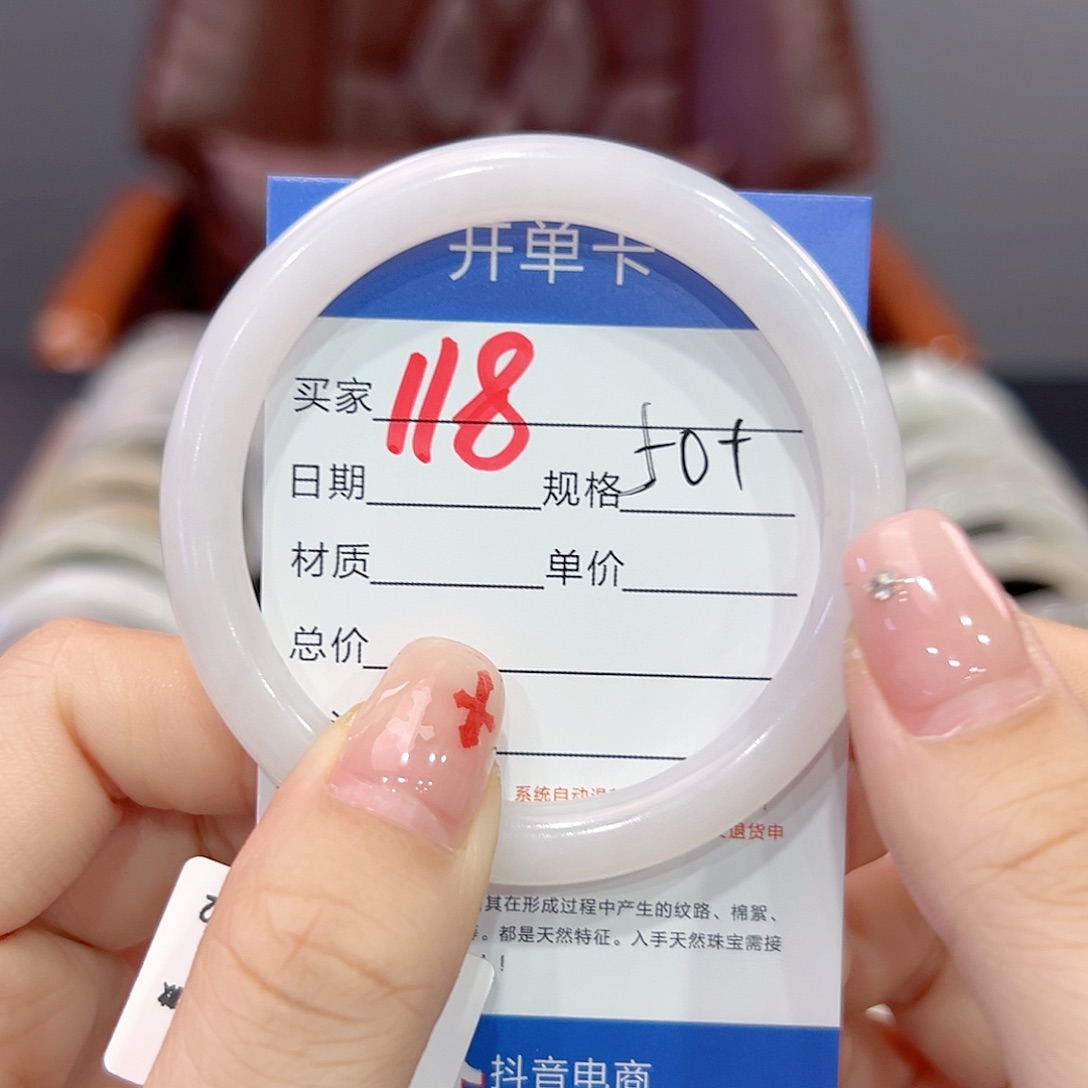 开单卡
买家 118
日期 规格 50+
材质 单价
总价
系统自动退
退货申
其在形成过程中产生的纹路、棉絮、
。都是天然特征。入手天然珠宝需接
！
抖音电商